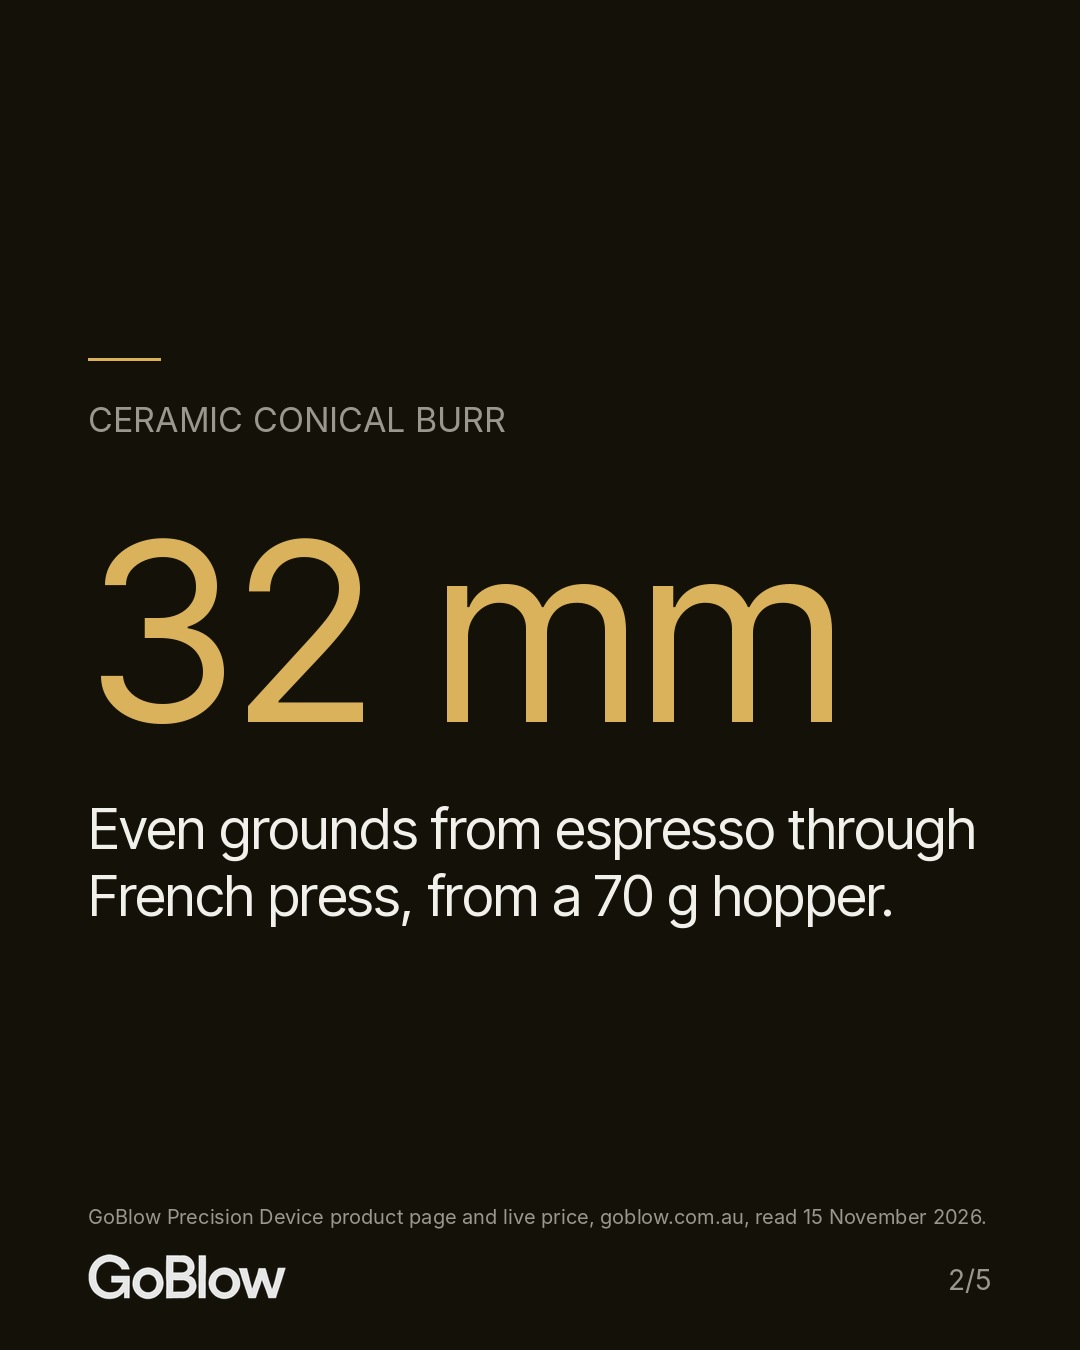 CERAMIC CONICAL BURR
32 mm
Even grounds from espresso through
French press, from a 70 g hopper.
GoBlow Precision Device product page and live price, goblow.com.au, read 15 November 2026.
GoBlow
2/5